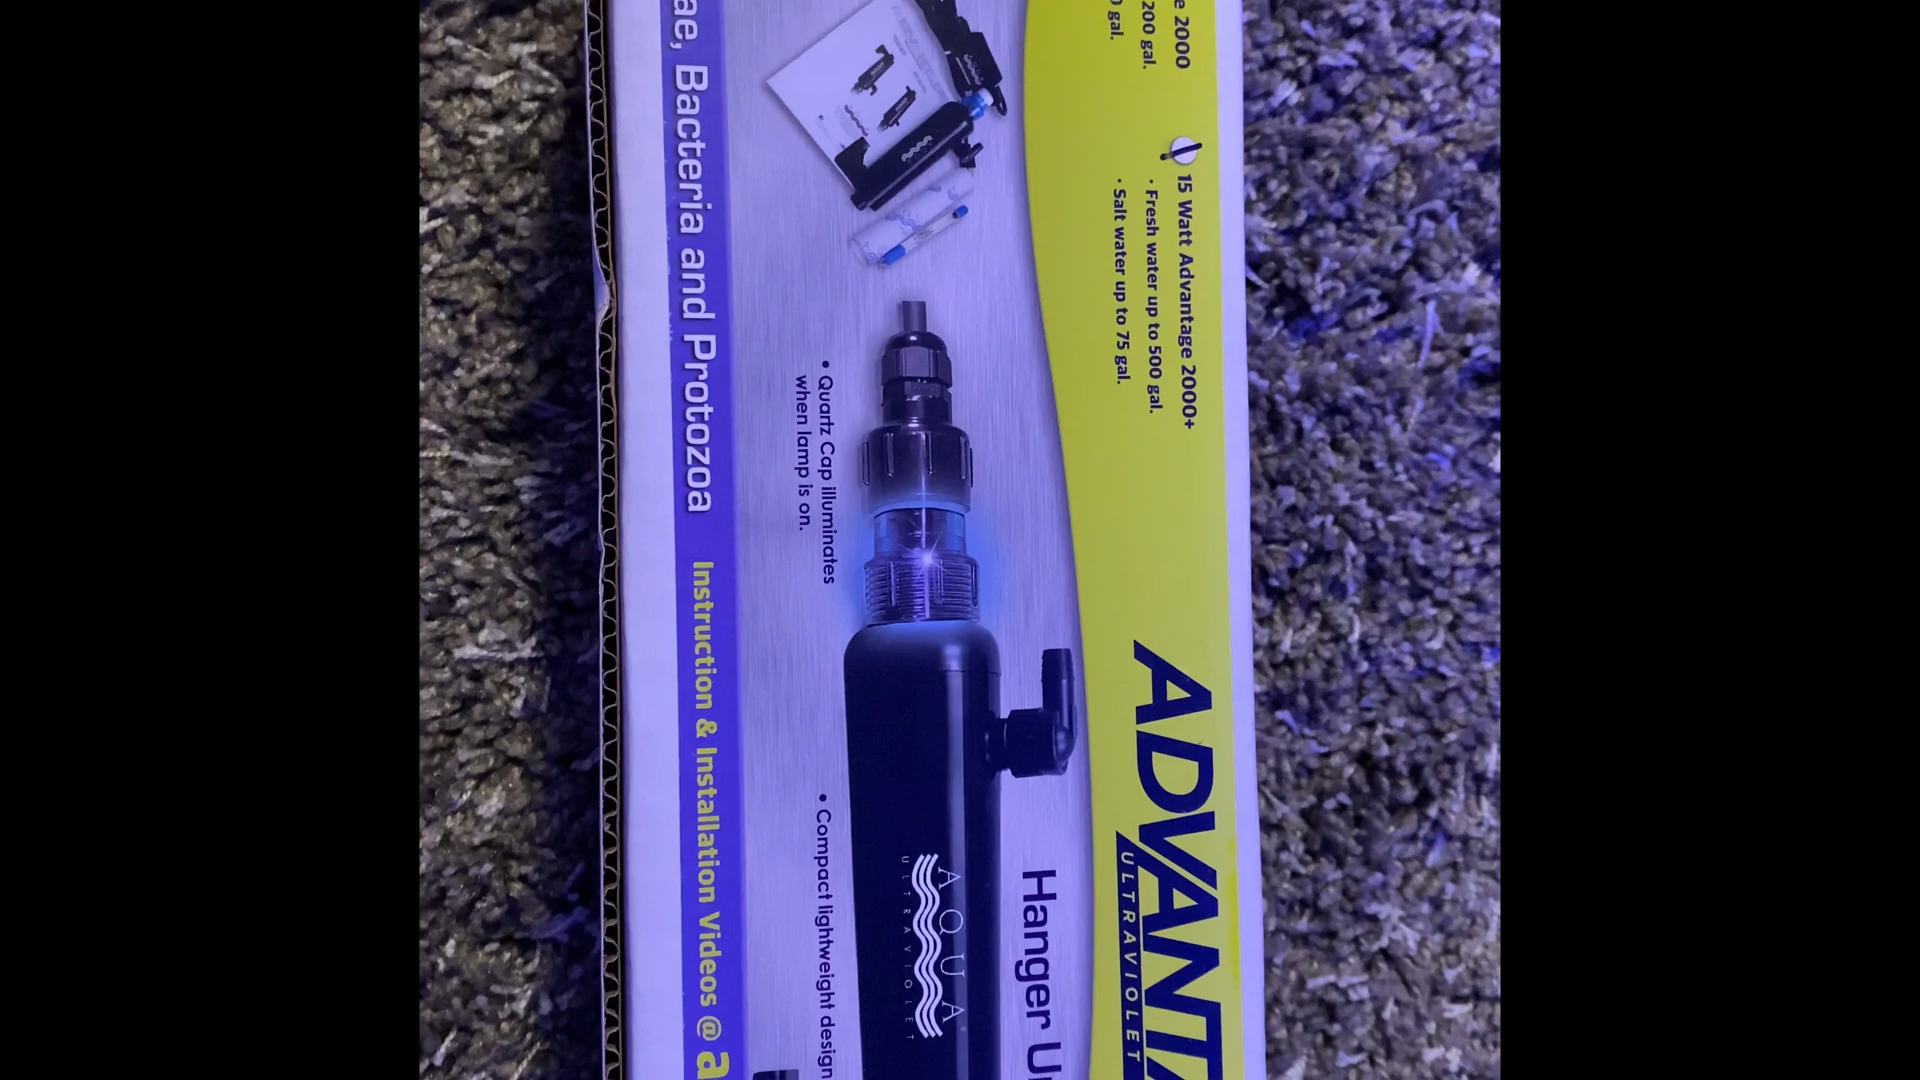 e 2000
200 gal.
gal.
15 Watt Advantage 2000+
• Fresh water up to 500 gal.
• Salt water up to 75 gal.
ADVANTA
ULTRAVIOLET
Hanger U
AQUA
ULTRAVIOLET
• Quartz Cap illuminates
when lamp is on.
• Compact lightweight design
ae, Bacteria and Protozoa
Instruction & Installation Videos @ a